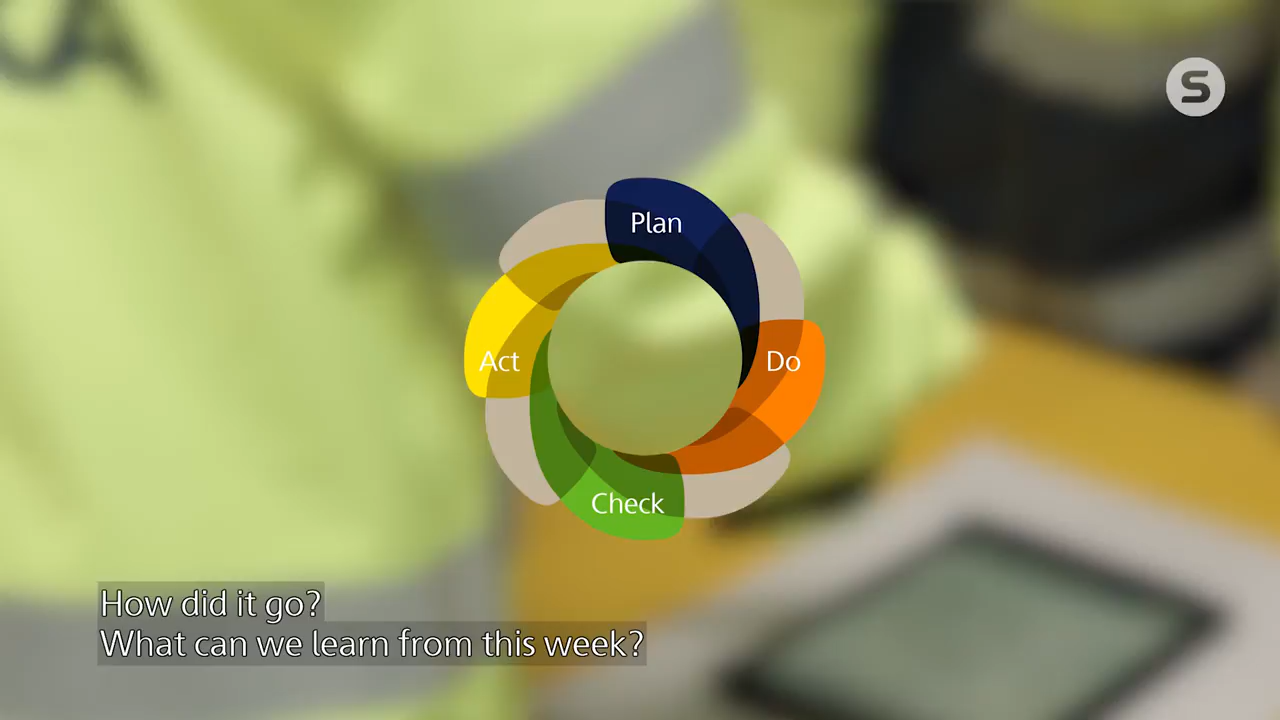 S
Plan
Act
Do
Check
How did it go?
What can we learn from this week?